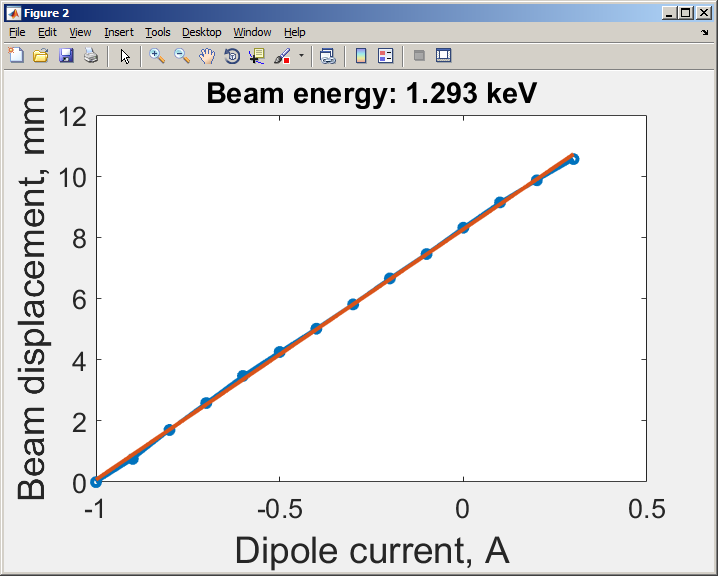 Figure 2
File Edit View Insert Tools Desktop Window Help
Beam energy: 1.293 keV
Beam displacement, mm
12
10
8
6
4
2
0
-1 -0.5 0 0.5
Dipole current, A